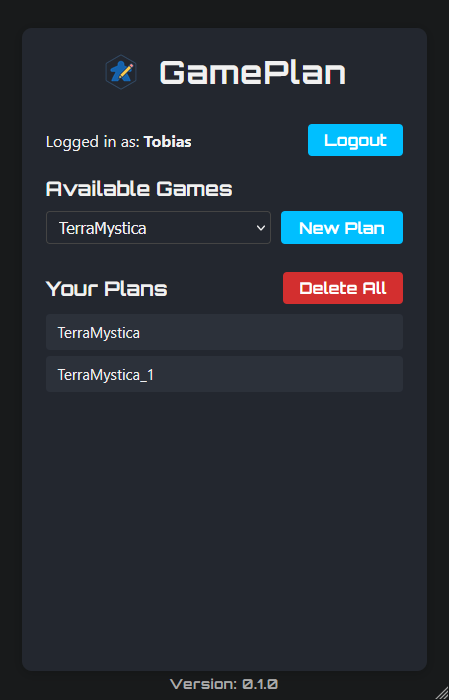 GamePlan
Logged in as: Tobias
Logout
Available Games
TerraMystica
New Plan
Your Plans
Delete All
TerraMystica
TerraMystica_1
Version: 0.1.0